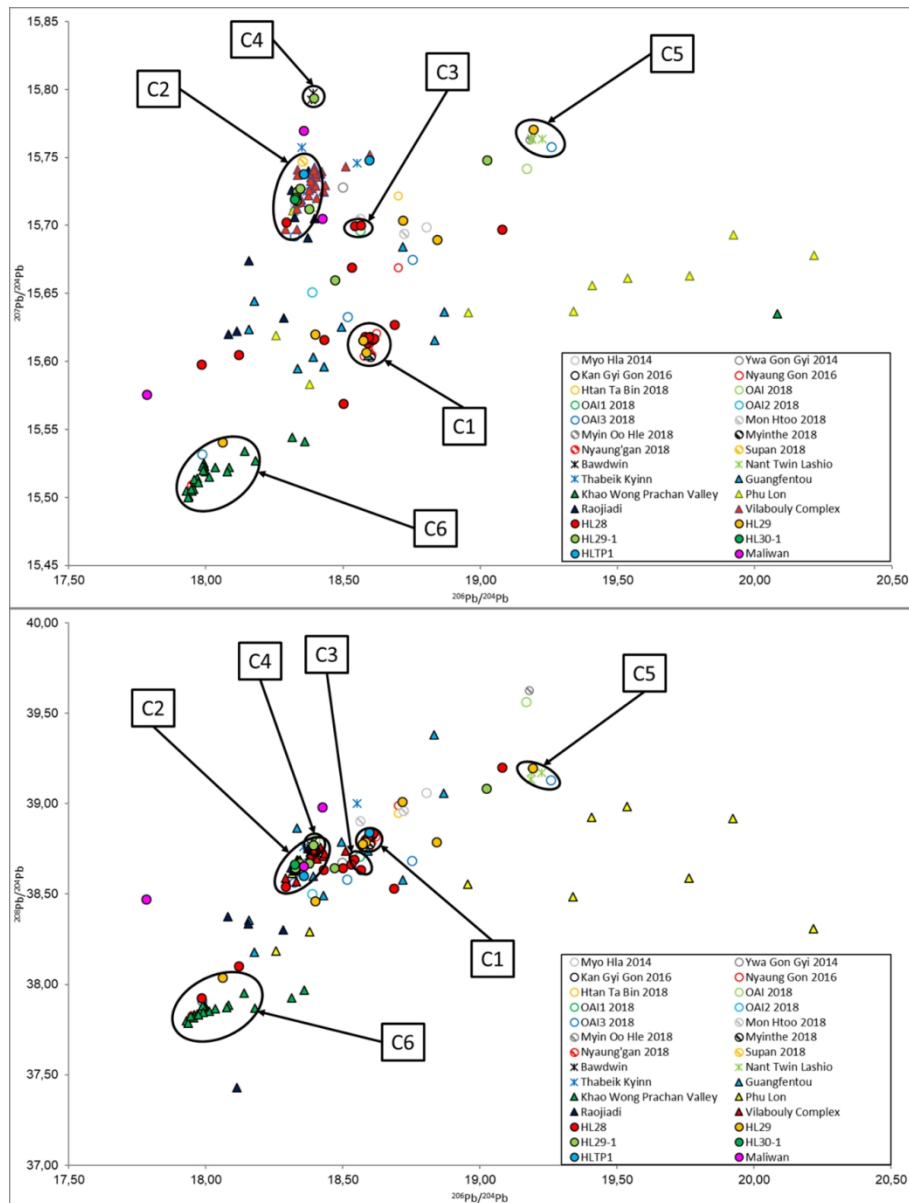 15,85
15,80
15,75
15,70
15,65
15,60
15,55
15,50
15,45
207Pb/204Pb
C4
C2
C3
C5
C1
C6
Myo Hla 2014 Ywa Gon Gyi 2014
Kan Gyi Gon 2016 Nyaung Gon 2016
Htan Ta Bin 2018 OAI 2018
OAI1 2018 OAI2 2018
OAI3 2018 Mon Htoo 2018
Myin Oo Hle 2018 Myinthe 2018
Nyaung'gan 2018 Supan 2018
Bawdwin Nant Twin Lashio
Thabeik Kyinn Guangfentou
Khao Wong Prachan Valley Phu Lon
Raojiadi Vilabouly Complex
HL28 HL29
HL29-1 HL30-1
HLTP1 Maliwan
17,50 18,00 18,50 19,00 19,50 20,00 20,50
206Pb/204Pb
40,00
39,50
39,00
38,50
38,00
37,50
37,00
208Pb/204Pb
C3
C4
C2
C5
C1
C6
Myo Hla 2014 Ywa Gon Gyi 2014
Kan Gyi Gon 2016 Nyaung Gon 2016
Htan Ta Bin 2018 OAI 2018
OAI1 2018 OAI2 2018
OAI3 2018 Mon Htoo 2018
Myin Oo Hle 2018 Myinthe 2018
Nyaung'gan 2018 Supan 2018
Bawdwin Nant Twin Lashio
Thabeik Kyinn Guangfentou
Khao Wong Prachan Valley Phu Lon
Raojiadi Vilabouly Complex
HL28 HL29
HL29-1 HL30-1
HLTP1 Maliwan
17,50 18,00 18,50 19,00 19,50 20,00 20,50
206Pb/204Pb